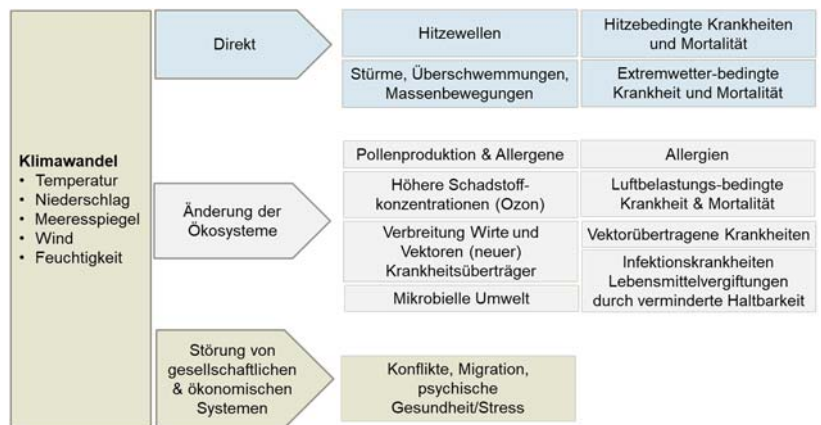 Klimawandel
• Temperatur
• Niederschlag
• Meeresspiegel
• Wind
• Feuchtigkeit
Direkt
Hitzewellen
Hitzebedingte Krankheiten
und Mortalität
Stürme, Überschwemmungen,
Massenbewegungen
Extremwetter-bedingte
Krankheit und Mortalität
Änderung der
Ökosysteme
Pollenproduktion & Allergene
Allergien
Höhere Schadstoff-
konzentrationen (Ozon)
Luftbelastungs-bedingte
Krankheit & Mortalität
Verbreitung Wirte und
Vektoren (neuer)
Krankheitsüberträger
Vektorübertragene Krankheiten
Mikrobielle Umwelt
Infektionskrankheiten
Lebensmittelvergiftungen
durch verminderte Haltbarkeit
Störung von
gesellschaftlichen
& ökonomischen
Systemen
Konflikte, Migration,
psychische
Gesundheit/Stress